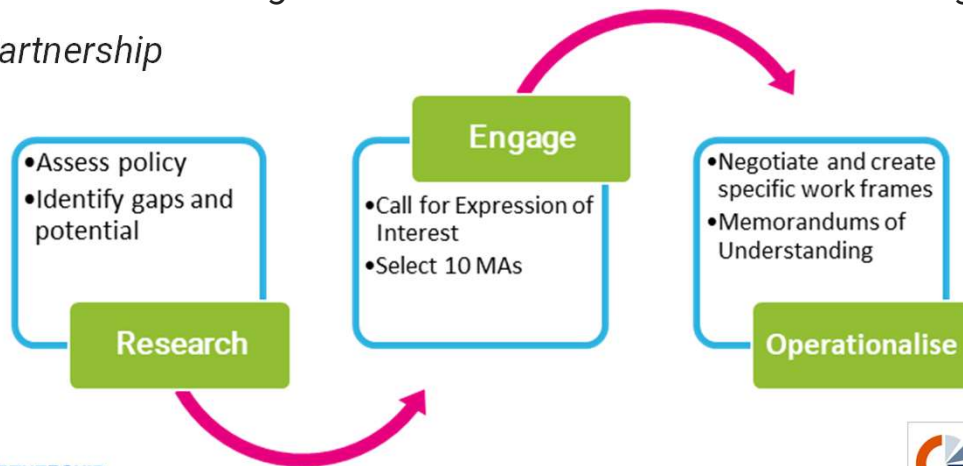 artnership
•Assess policy
•Identify gaps and
potential
Research
Engage
•Call for Expression of
Interest
•Select 10 MAs
•Negotiate and create
specific work frames
•Memorandums of
Understanding
Operationalise